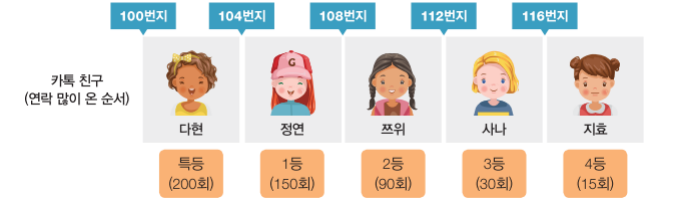 100번지 104번지 108번지 112번지 116번지
카톡 친구
(연락 많이 온 순서)
G
다현 정연 쯔위 사나 지효
특등 1등 2등 3등 4등
(200회) (150회) (90회) (30회) (15회)